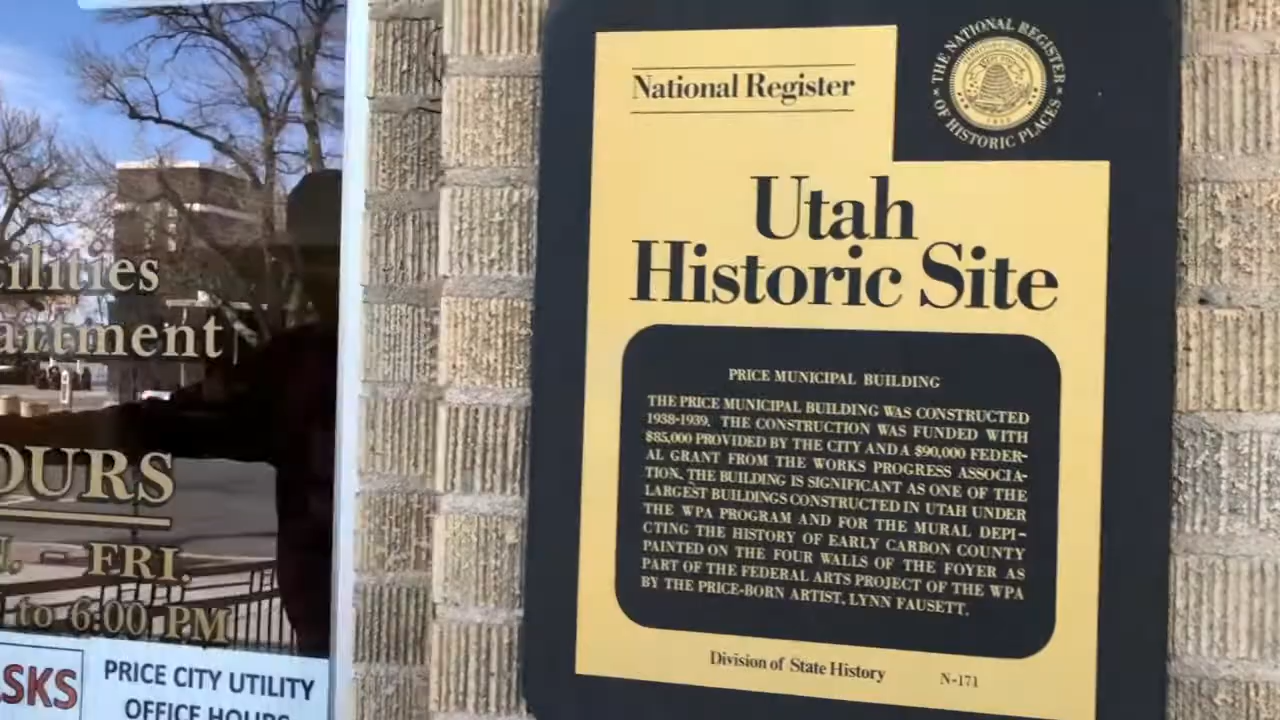 National Register
THE NATIONAL REGISTER
OF HISTORIC PLACES
Utah
Historic Site
PRICE MUNICIPAL BUILDING
THE PRICE MUNICIPAL BUILDING WAS CONSTRUCTED
1938-1939. THE CONSTRUCTION WAS FUNDED WITH
$85,000 PROVIDED BY THE CITY AND A $90,000 FEDER-
AL GRANT FROM THE WORKS PROGRESS ASSOCIA-
TION. THE BUILDING IS SIGNIFICANT AS ONE OF THE
LARGEST BUILDINGS CONSTRUCTED IN UTAH UNDER
THE WPA PROGRAM AND FOR THE MURAL DEPI-
CTING THE HISTORY OF EARLY CARBON COUNTY
PAINTED ON THE FOUR WALLS OF THE FOYER AS
PART OF THE FEDERAL ARTS PROJECT OF THE WPA
BY THE PRICE-BORN ARTIST, LYNN FAUSETT.
Division of State History N-171
ilities
artment
OURS
. – FRI.
to 6:00 PM
SKS
PRICE CITY UTILITY
OFFICE HOURS